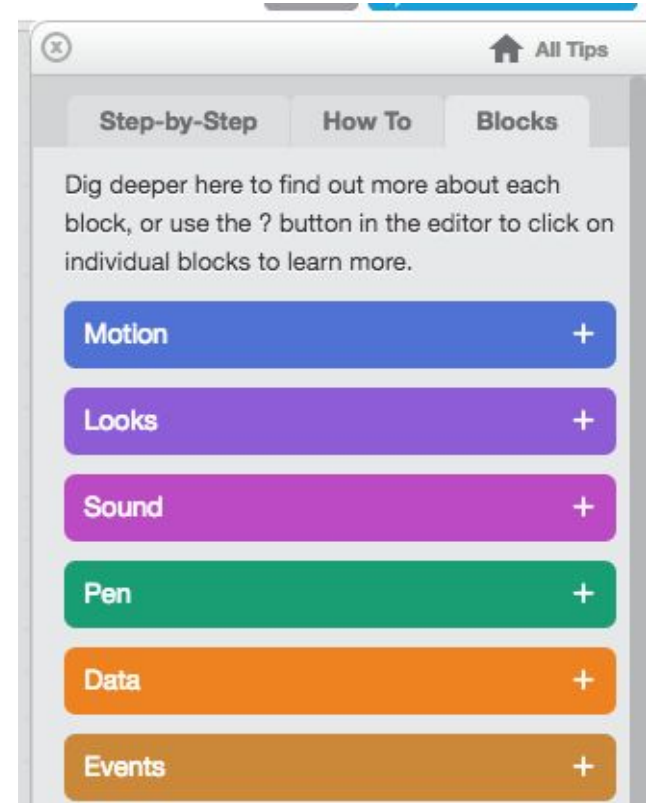 All Tips
Step-by-Step How To Blocks
Dig deeper here to find out more about each
block, or use the ? button in the editor to click on
individual blocks to learn more.
Motion +
Looks +
Sound +
Pen +
Data +
Events +